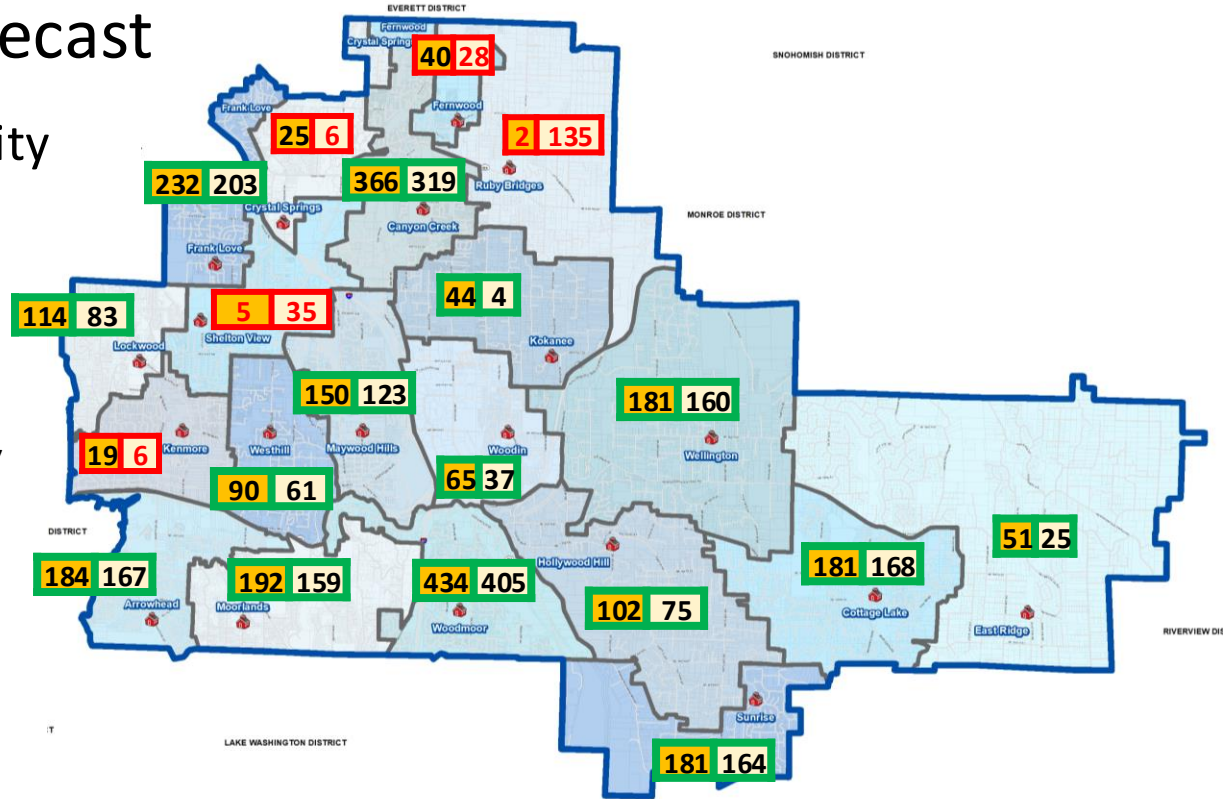 EVERETT DISTRICT
ecast
Fernwood
Crystal Spring
SNOHOMISH DISTRICT
40 28
Frank Love
Fernwood
ity
25 6
2 135
232 203
366 319
Ruby Bridges
Crystal Springs
MONROE DISTRICT
Canyon Creek
Frank Love
44 4
114 83
5 35
Shelton View
Lockwood
Kokanee
150 123
181 160
19 6
Kenmore
Westhill
Maywood Hills
Woodin
Wellington
90 61
65 37
DISTRICT
51 25
Hollywood Hill
184 167
192 159
434 405
181 168
Arrowhead
Moorlands
102 75
Cottage Lake
Woodmoor
East Ridge
RIVERVIEW DIS
Sunrise
LAKE WASHINGTON DISTRICT
181 164